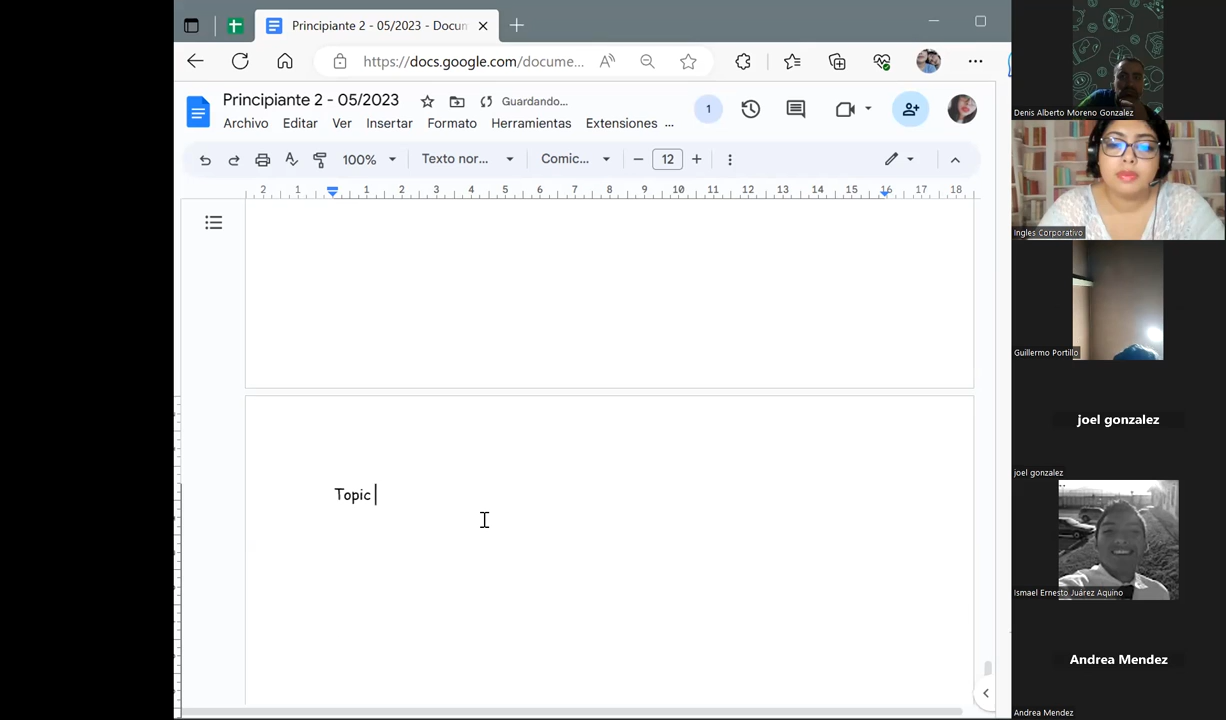 Principiante 2 - 05/2023 - Docun
https://docs.google.com/docume...
Principiante 2 - 05/2023
Guardando...
1
Archivo Editar Ver Insertar Formato Herramientas Extensiones ...
100% Texto nor... Comic... 12
2 1 1 2 3 4 5 6 7 8 9 10 11 12 13 14 15 16 17 18
Topic
Denis Alberto Moreno Gonzalez
Ingles Corporativo
Guillermo Portillo
joel gonzalez
joel gonzalez
Ismael Ernesto Juárez Aquino
Andrea Mendez
Andrea Mendez